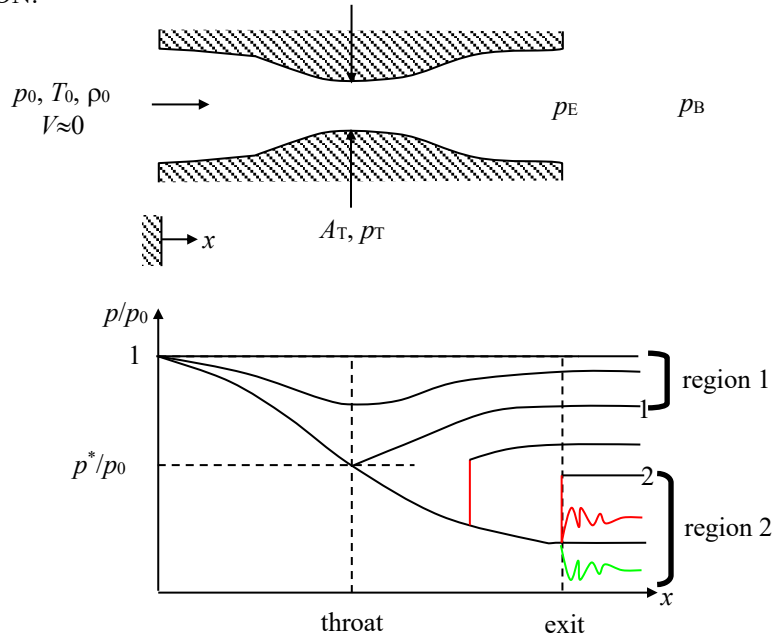 ON:
p0, T0, ρ0
V≈0
pE
pB
AT, pT
x
p/p0
1
region 1
1
p*/p0
2
region 2
x
throat
exit